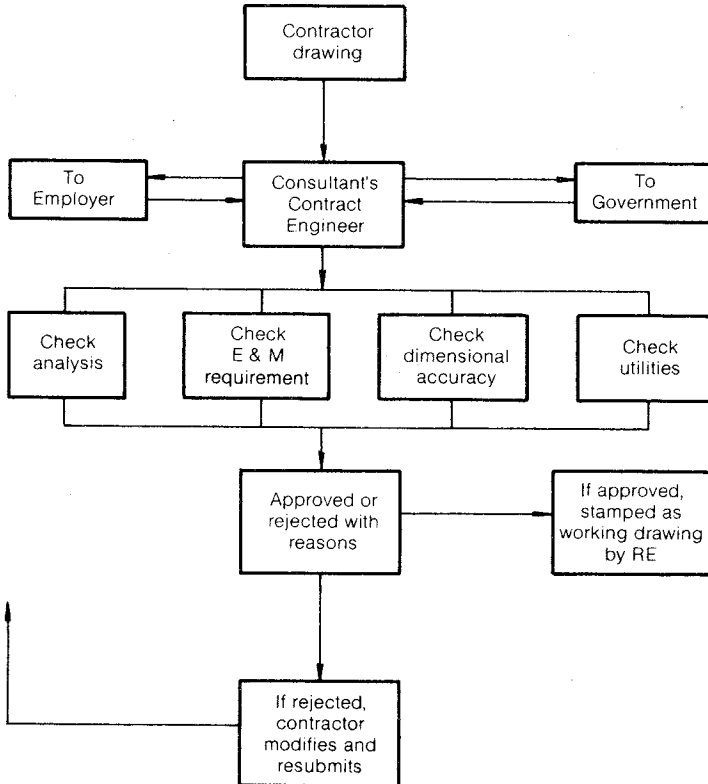 Contractor
drawing
To
Employer
Consultant's
Contract
Engineer
To
Government
Check
analysis
Check
E & M
requirement
Check
dimensional
accuracy
Check
utilities
Approved or
rejected with
reasons
If approved,
stamped as
working drawing
by RE
If rejected,
contractor
modifies and
resubmits